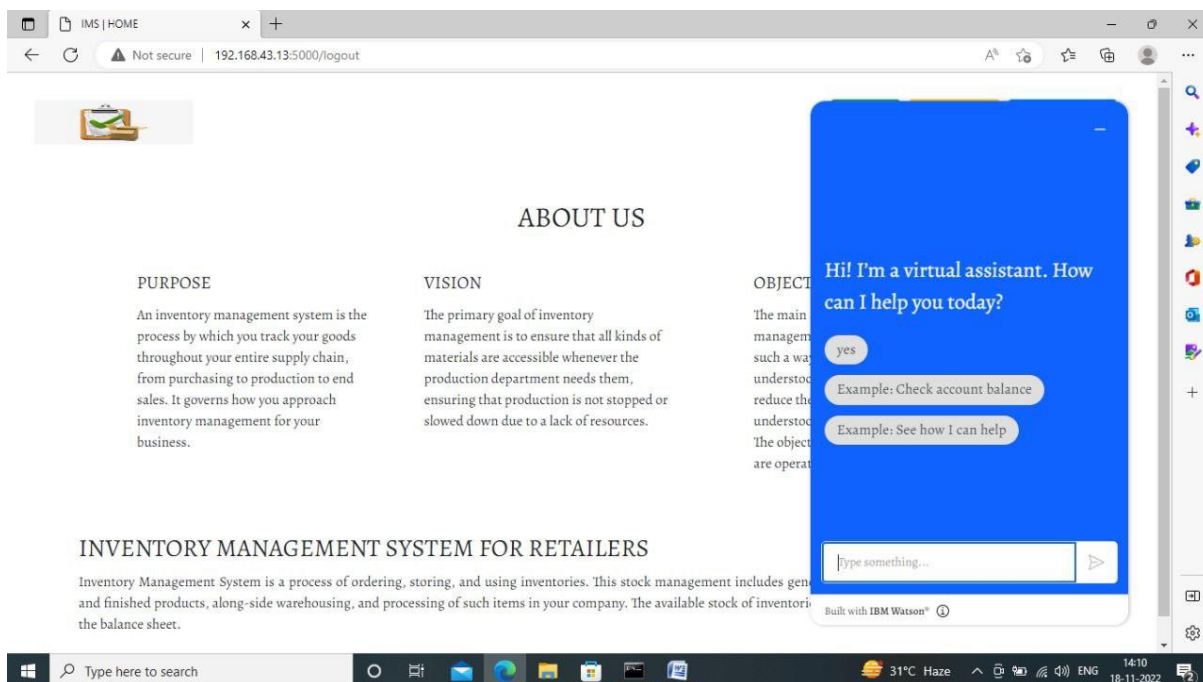 IMS | HOME
Not secure | 192.168.43.13:5000/logout
ABOUT US
PURPOSE
An inventory management system is the
process by which you track your goods
throughout your entire supply chain,
from purchasing to production to end
sales. It governs how you approach
inventory management for your
business.
VISION
The primary goal of inventory
management is to ensure that all kinds of
materials are accessible whenever the
production department needs them,
ensuring that production is not stopped or
slowed down due to a lack of resources.
OBJECT
The main
managem
such a wa
understoo
reduce the
understoo
The object
are operat
INVENTORY MANAGEMENT SYSTEM FOR RETAILERS
Inventory Management System is a process of ordering, storing, and using inventories. This stock management includes gene
and finished products, along-side warehousing, and processing of such items in your company. The available stock of inventori
the balance sheet.
Hi! I'm a virtual assistant. How
can I help you today?
yes
Example: Check account balance
Example: See how I can help
Type something...
Built with IBM Watson®
Type here to search
31°C Haze
ENG
14:10
18-11-2022